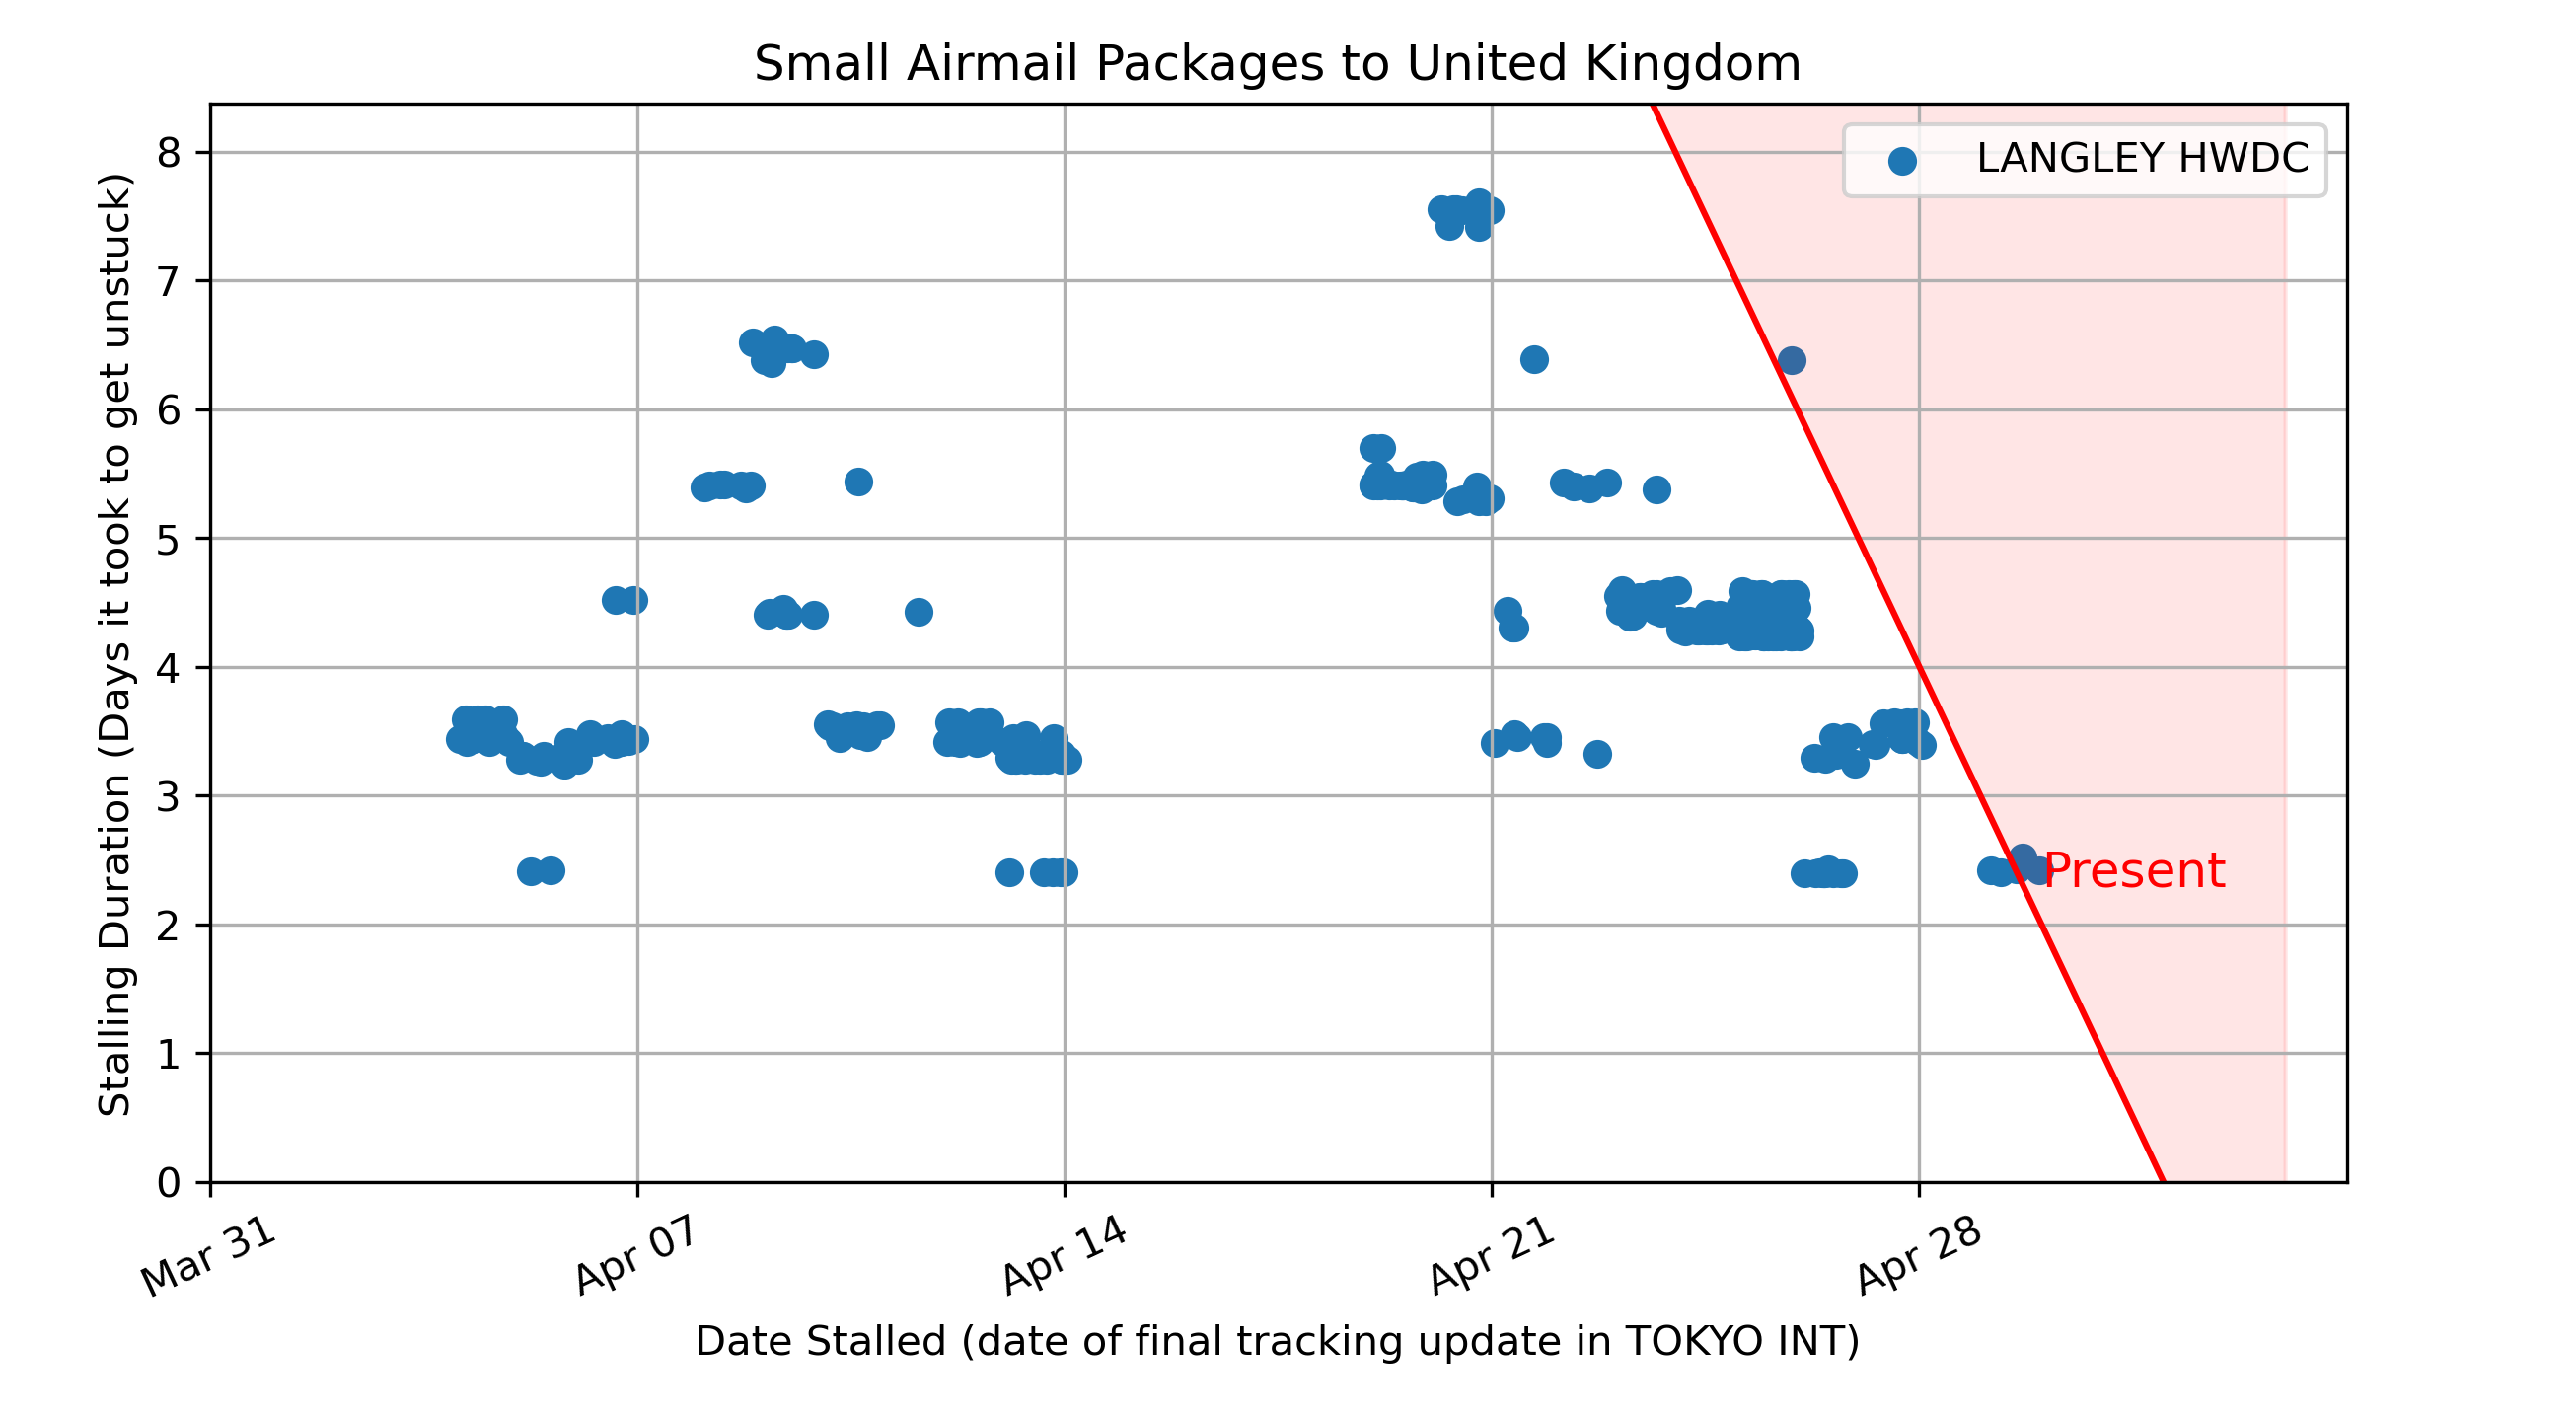 Small Airmail Packages to United Kingdom
LANGLEY HWDC
Stalling Duration (Days it took to get unstuck)
8
7
6
5
4
3
2
1
0
Present
Mar 31
Apr 07
Apr 14
Apr 21
Apr 28
Date Stalled (date of final tracking update in TOKYO INT)